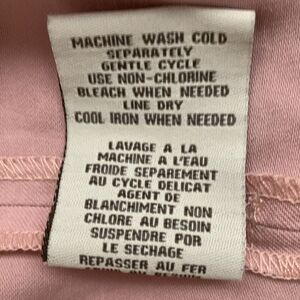 MACHINE WASH COLD
SEPARATELY
GENTLE CYCLE
USE NON-CHLORINE
BLEACH WHEN NEEDED
LINE DRY
COOL IRON WHEN NEEDED
LAVAGE A LA
MACHINE A L'EAU
FROIDE SEPAREMENT
AU CYCLE DELICAT
AGENT DE
BLANCHIMENT NON
CHLORE AU BESOIN
SUSPENDRE POR
LE SECHAGE
REPASSER AU FER